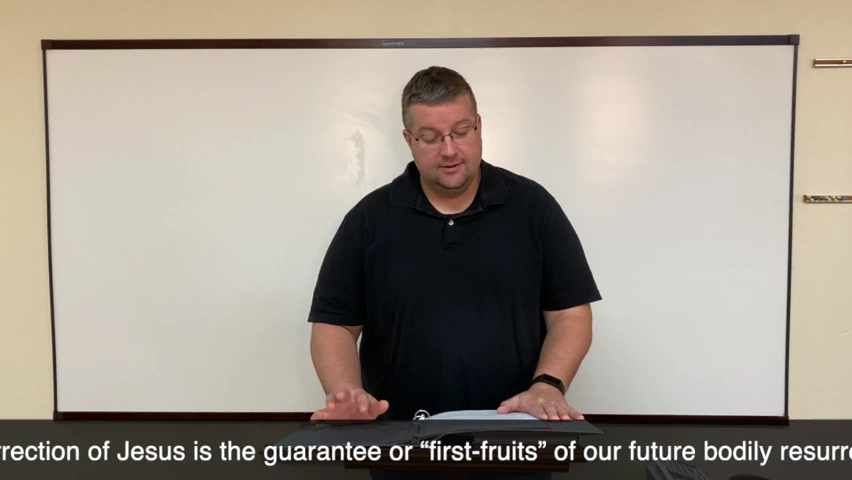 rrection of Jesus is the guarantee or “first-fruits” of our future bodily resurre